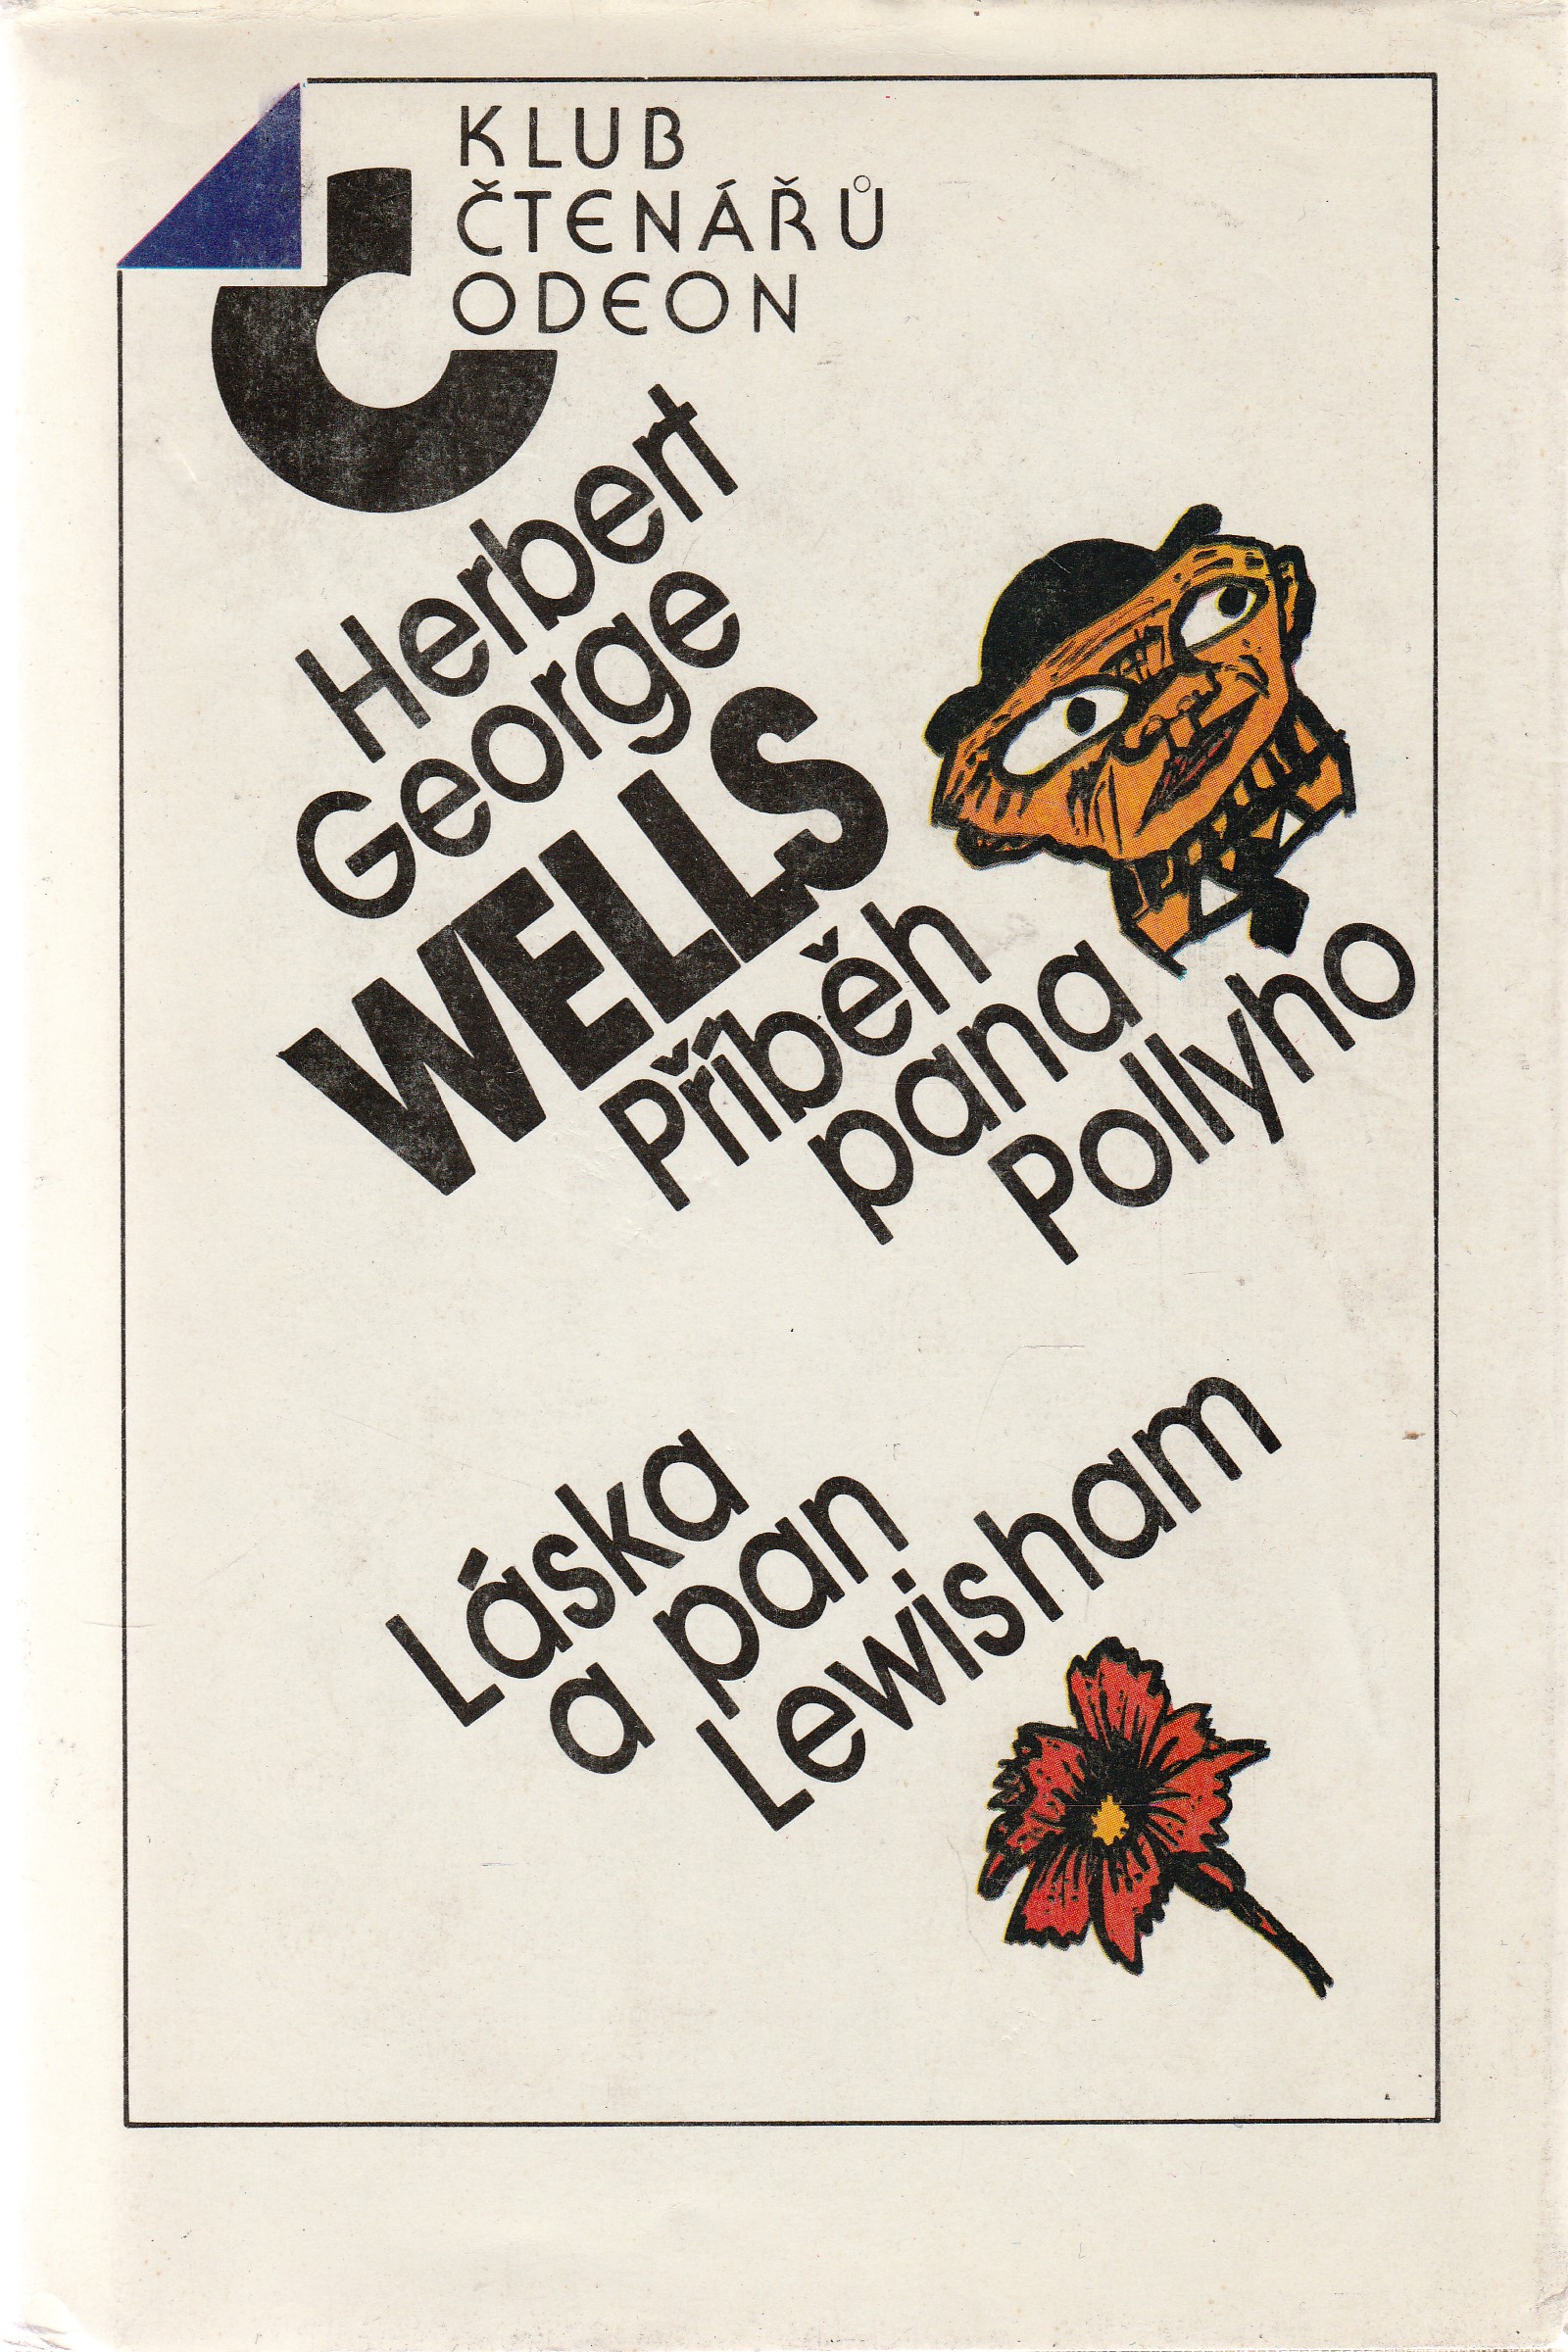 KLUB
ČTENÁŘŮ
ODEON
Herbert
George
WELLS
Příběh
pana
Pollyho
Láska
a pan
Lewisham